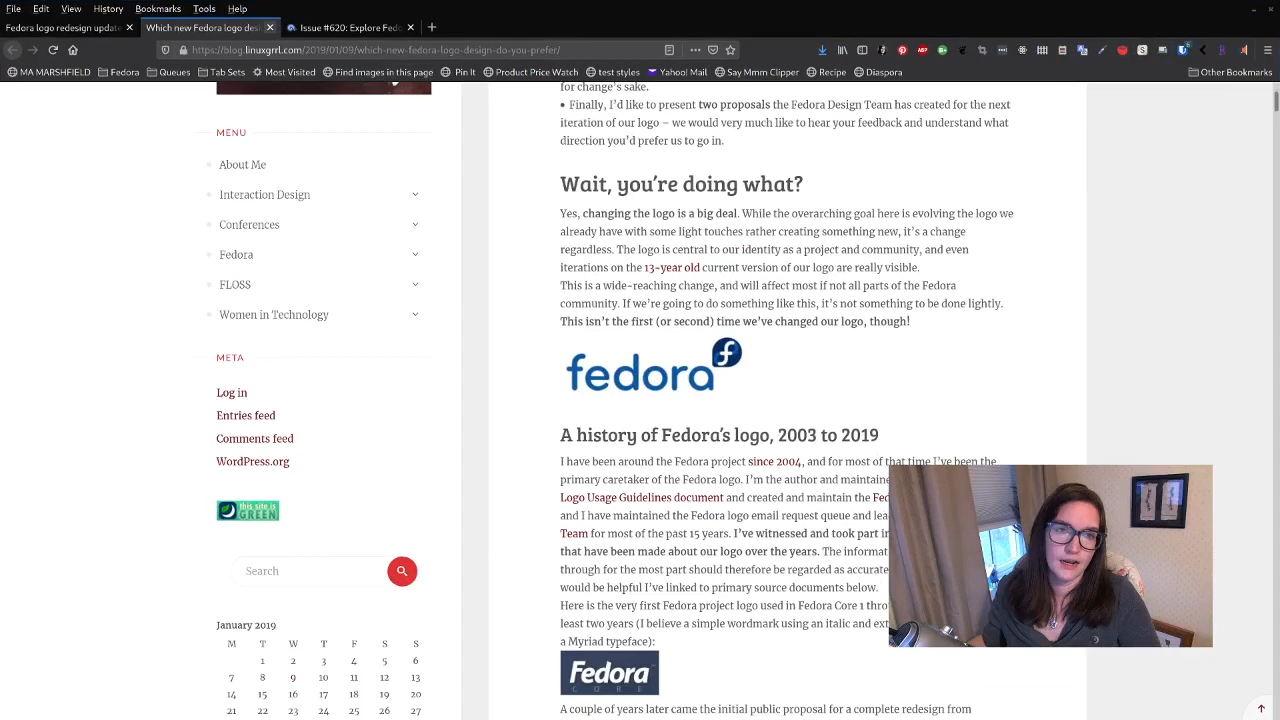 File Edit View History Bookmarks Tools Help
Fedora logo redesign upda
Which new Fedora logo de
Issue #620: Explore Fedo
https://blog.linuxgrrl.com/2019/01/09/which-new-fedora-logo-design-do-you-prefer/
MA MARSHFIELD Fedora Queues Tab Sets Most Visited Find images in this page Pin It Product Price Watch test styles Yahoo Mail Say Mom Clipper Recipe Diaspora Other Bookmarks
MENU
About Me
Interaction Design
Conferences
Fedora
FLOSS
Women in Technology
META
Log in
Entries feed
Comments feed
WordPress.org
this site is
GREEN
Search
January 2019
M T W T F S S
1 2 3 4 5 6
7 8 9 10 11 12 13
14 15 16 17 18 19 20
21 22 23 24 25 26 27
for change's sake.
• Finally, I'd like to present two proposals the Fedora Design Team has created for the next
iteration of our logo – we would very much like to hear your feedback and understand what
direction you'd prefer us to go in.
Wait, you're doing what?
Yes, changing the logo is a big deal. While the overarching goal here is evolving the logo we
already have with some light touches rather creating something new, it's a change
regardless. The logo is central to our identity as a project and community, and even
iterations on the 13-year old current version of our logo are really visible.
This is a wide-reaching change, and will affect most if not all parts of the Fedora
community. If we're going to do something like this, it's not something to be done lightly.
This isn't the first (or second) time we've changed our logo, though!
fedora f
A history of Fedora's logo, 2003 to 2019
I have been around the Fedora project since 2004, and for most of that time I've been the
primary caretaker of the Fedora logo. I'm the author and maintaine
Logo Usage Guidelines document and created and maintain the Fed
and I have maintained the Fedora logo email request queue and lea
Team for most of the past 15 years. I've witnessed and took part in
that have been made about our logo over the years. The informat
through for the most part should therefore be regarded as accurate
would be helpful I've linked to primary source documents below.
Here is the very first Fedora project logo used in Fedora Core 1 thro
least two years (I believe a simple wordmark using an italic and ext
a Myriad typeface):
Fedora
CORE
A couple of years later came the initial public proposal for a complete redesign from